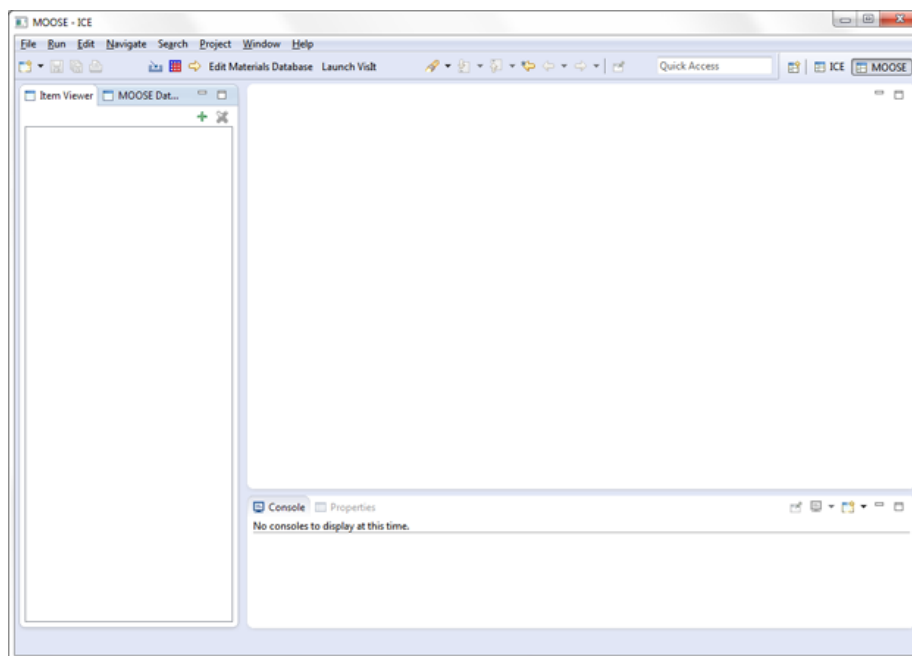 MOOSE - ICE
File Run Edit Navigate Search Project Window Help
Edit Materials Database Launch VisIt Quick Access ICE MOOSE
Item Viewer MOOSE Dat...
Console Properties
No consoles to display at this time.